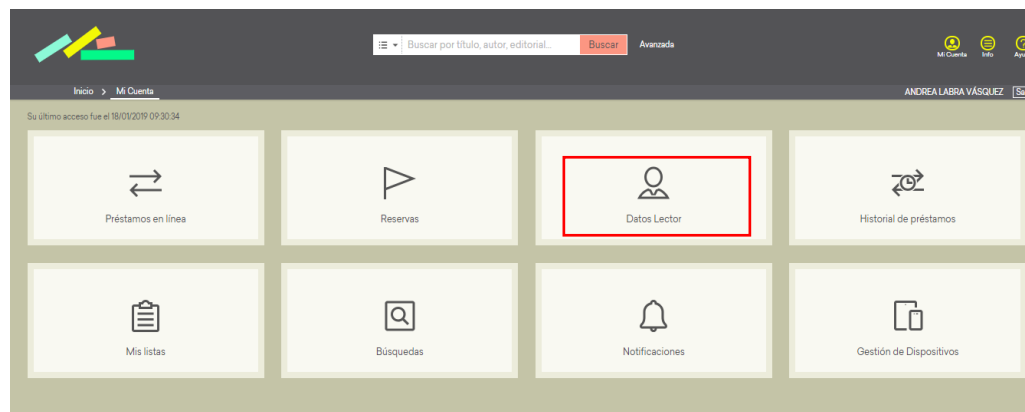 Buscar por título, autor, editorial... Buscar Avanzada
Mi Cuenta Info
Inicio > Mi Cuenta ANDREA LABRA VÁSQUEZ
Su último acceso fue el 18/01/2019 09:30:34
Préstamos en línea Reservas Datos Lector Historial de préstamos
Mis listas Búsquedas Notificaciones Gestión de Dispositivos